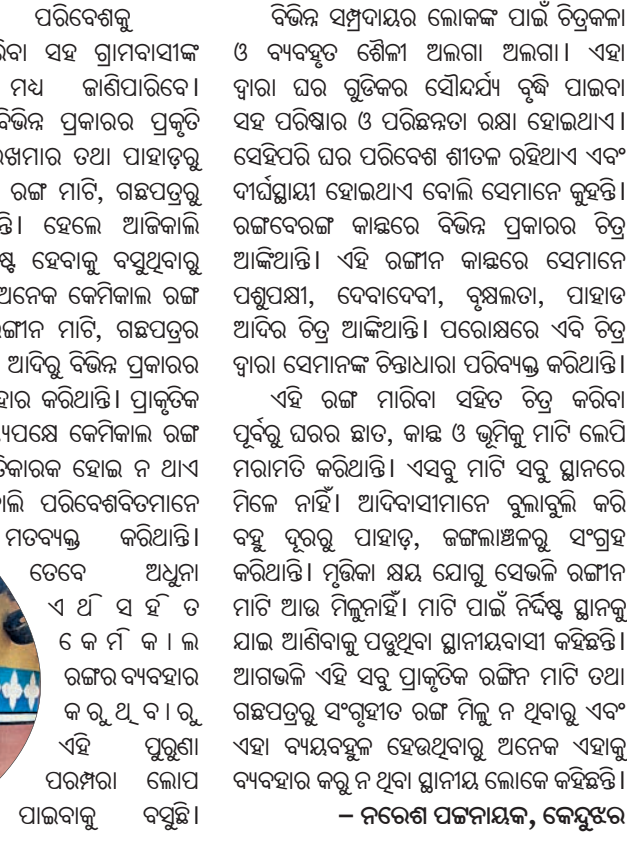 ପରିବେଶକୁ
ସହ ଗ୍ରାମବାସୀଙ୍କ
ମଧ୍ୟ ଜାଣିପାରିବେ।
ପ୍ରକାରର ପ୍ରକୃତି
ତଥା ପାହାଡ଼ରୁ
ରଙ୍ଗ ମାଟି, ଗଛପତ୍ରରୁ
ହେଲେ ଆଜିକାଲି
ହେବାକୁ ବସୁଥିବାରୁ
ଅନେକ କେମିକାଲ ରଙ୍ଗ
ମାଟି, ଗଛପତ୍ରର
ଆଦିରୁ ବିଭିନ୍ନ ପ୍ରକାରର
କରିଥାନ୍ତି। ପ୍ରାକୃତିକ
କେମିକାଲ ରଙ୍ଗ
ହୋଇ ନ ଥାଏ
ପରିବେଶବିତମାନେ
ମତବ୍ୟକ୍ତ କରିଥାନ୍ତି।
ତେବେ ଅଧୁନା
ଏଥି ସହିତ
କେମିକାଲ
ରଙ୍ଗର ବ୍ୟବହାର
କରୁଥିବାରୁ
ଏହି ପୁରୁଣା
ପରମ୍ପରା ଲୋପ
ପାଇବାକୁ ବସୁଛି।
ବିଭିନ୍ନ ସମ୍ପ୍ରଦାୟର ଲୋକଙ୍କ ପାଇଁ ଚିତ୍ରକଳା
ଓ ବ୍ୟବହୃତ ଶୈଳୀ ଅଲଗା ଅଲଗା। ଏହା
ଦ୍ୱାରା ଘର ଗୁଡିକର ସୌନ୍ଦର୍ଯ୍ୟ ବୃଦ୍ଧି ପାଇବା
ସହ ପରିଷ୍କାର ଓ ପରିଛନ୍ନତା ରକ୍ଷା ହୋଇଥାଏ।
ସେହିପରି ଘର ପରିବେଶ ଶୀତଳ ରହିଥାଏ ଏବଂ
ଦୀର୍ଘସ୍ଥାୟୀ ହୋଇଥାଏ ବୋଲି ସେମାନେ କୁହନ୍ତି।
ରଙ୍ଗବେରଙ୍ଗ କାନ୍ଥରେ ବିଭିନ୍ନ ପ୍ରକାରର ଚିତ୍ର
ଆଙ୍କିଥାନ୍ତି। ଏହି ରଙ୍ଗୀନ କାନ୍ଥରେ ସେମାନେ
ପଶୁପକ୍ଷୀ, ଦେବାଦେବୀ, ବୃକ୍ଷଲତା, ପାହାଡ
ଆଦିର ଚିତ୍ର ଆଙ୍କିଥାନ୍ତି। ପରୋକ୍ଷରେ ଏବି ଚିତ୍ର
ଦ୍ୱାରା ସେମାନଙ୍କ ଚିନ୍ତାଧାରା ପରିବ୍ୟକ୍ତ କରିଥାନ୍ତି।
ଏହି ରଙ୍ଗ ମାରିବା ସହିତ ଚିତ୍ର କରିବା
ପୂର୍ବରୁ ଘରର ଛାତ, କାନ୍ଥ ଓ ଭୂମିକୁ ମାଟି ଲେପି
ମରାମତି କରିଥାନ୍ତି। ଏସବୁ ମାଟି ସବୁ ସ୍ଥାନରେ
ମିଳେ ନାହିଁ। ଆଦିବାସୀମାନେ ବୁଲାବୁଲି କରି
ବହୁ ଦୂରରୁ ପାହାଡ଼, ଜଙ୍ଗଲାଞ୍ଚଳରୁ ସଂଗ୍ରହ
କରିଥାନ୍ତି। ମୃତ୍ତିକା କ୍ଷୟ ଯୋଗୁ ସେଭଳି ରଙ୍ଗୀନ
ମାଟି ଆଉ ମିଳୁନାହିଁ। ମାଟି ପାଇଁ ନିର୍ଦ୍ଦିଷ୍ଟ ସ୍ଥାନକୁ
ଯାଇ ଆଣିବାକୁ ପଡୁଥିବା ସ୍ଥାନୀୟବାସୀ କହିଛନ୍ତି।
ଆଗଭଳି ଏହି ସବୁ ପ୍ରାକୃତିକ ରଙ୍ଗିନ ମାଟି ତଥା
ଗଛପତ୍ରରୁ ସଂଗୃହୀତ ରଙ୍ଗ ମିଳୁ ନ ଥିବାରୁ ଏବଂ
ଏହା ବ୍ୟୟବହୁଳ ହେଉଥିବାରୁ ଅନେକ ଏହାକୁ
ବ୍ୟବହାର କରୁ ନ ଥିବା ସ୍ଥାନୀୟ ଲୋକେ କହିଛନ୍ତି।
– ନରେଶ ପଟ୍ଟନାୟକ, କେନ୍ଦୁଝର